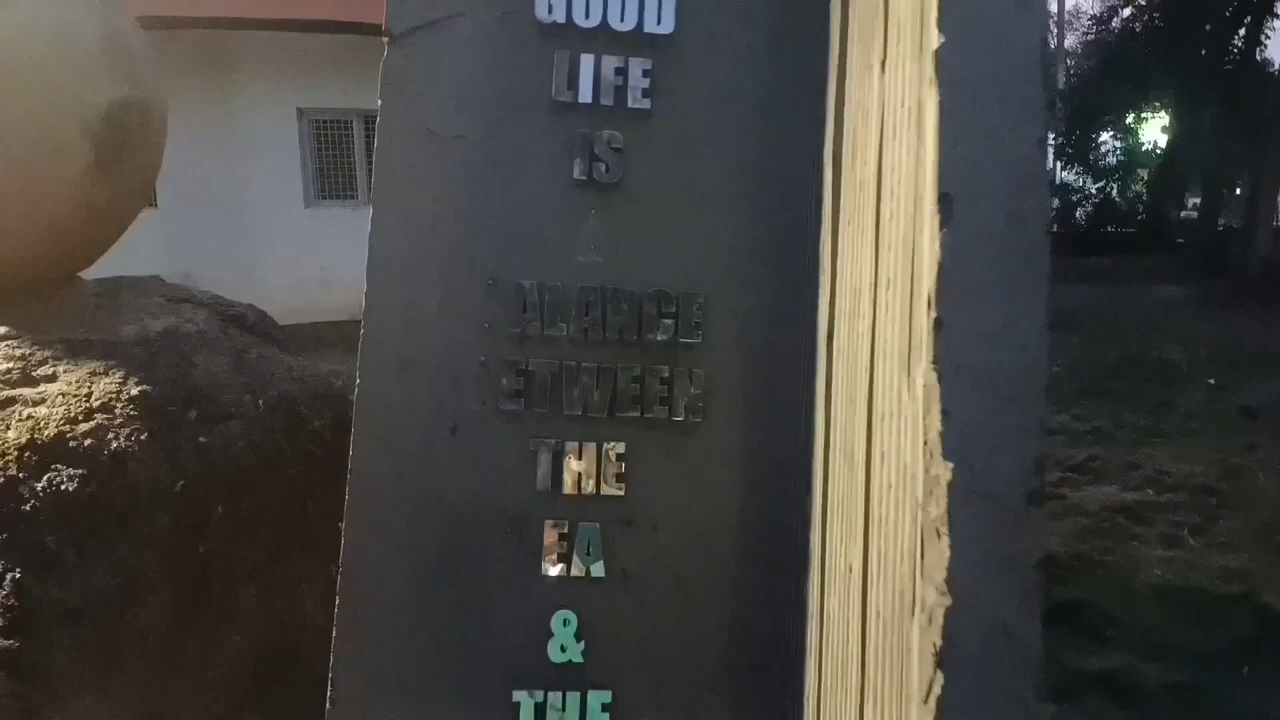 GOOD
LIFE
IS
A
ALANCE
ETWEEN
THE
EA
&
THE